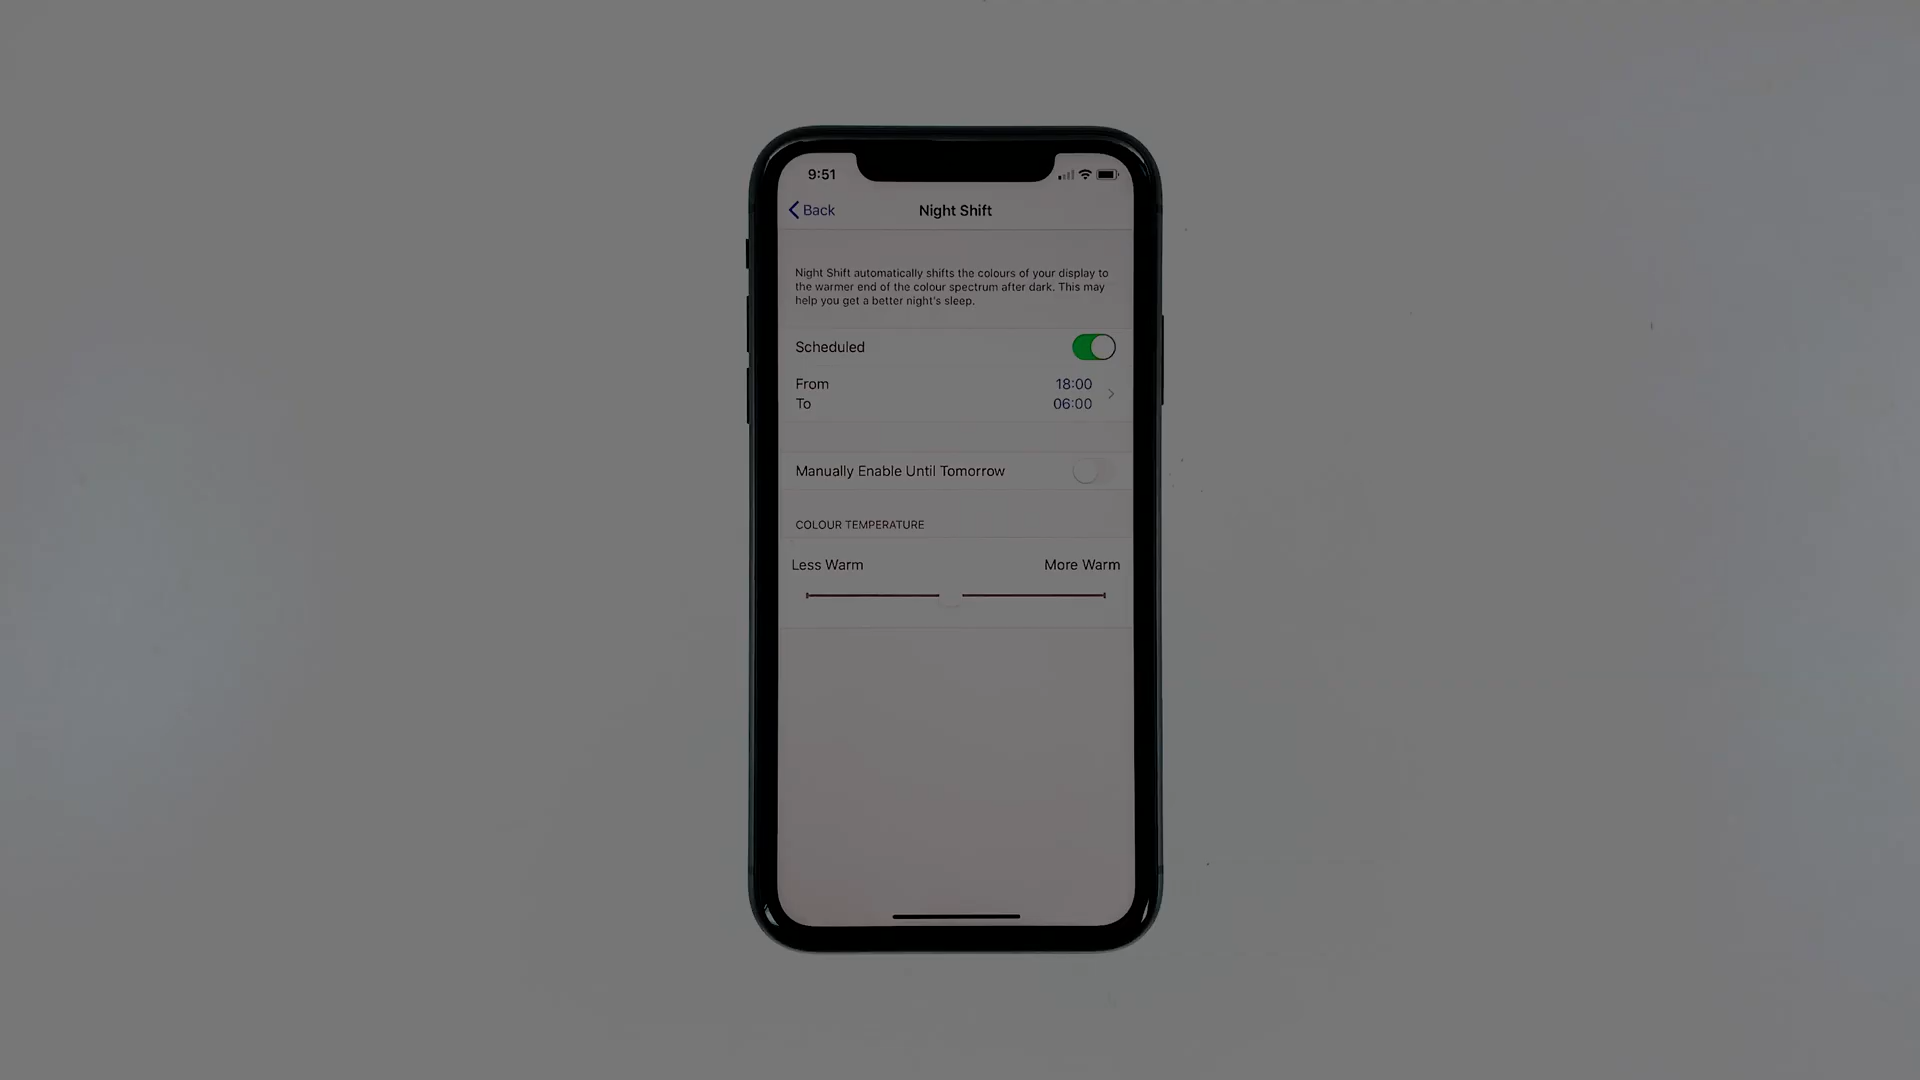 9:51
Back
Night Shift
Night Shift automatically shifts the colours of your display to
the warmer end of the colour spectrum after dark. This may
help you get a better night's sleep.
Scheduled
From 18:00
To 06:00
Manually Enable Until Tomorrow
COLOUR TEMPERATURE
Less Warm More Warm